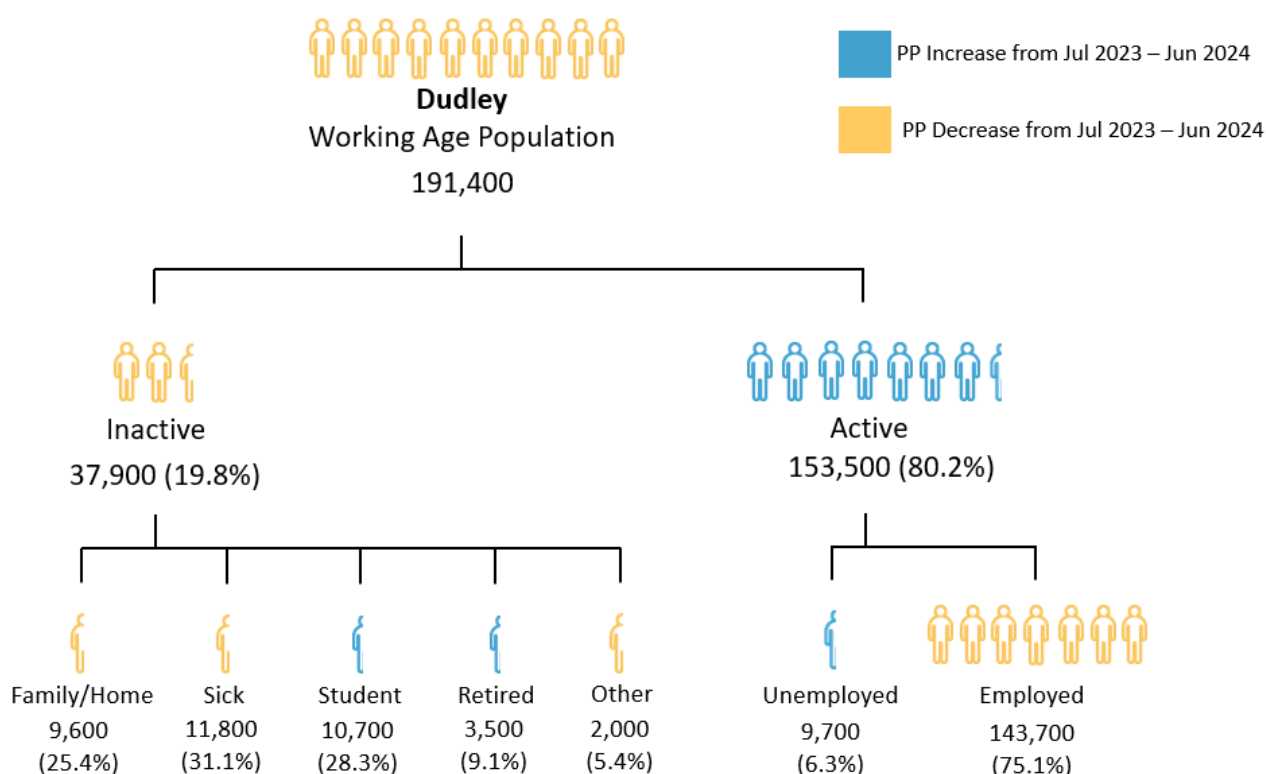 Dudley
Working Age Population
191,400
PP Increase from Jul 2023 – Jun 2024
PP Decrease from Jul 2023 – Jun 2024
Inactive
37,900 (19.8%)
Active
153,500 (80.2%)
Family/Home
9,600
(25.4%)
Sick
11,800
(31.1%)
Student
10,700
(28.3%)
Retired
3,500
(9.1%)
Other
2,000
(5.4%)
Unemployed
9,700
(6.3%)
Employed
143,700
(75.1%)